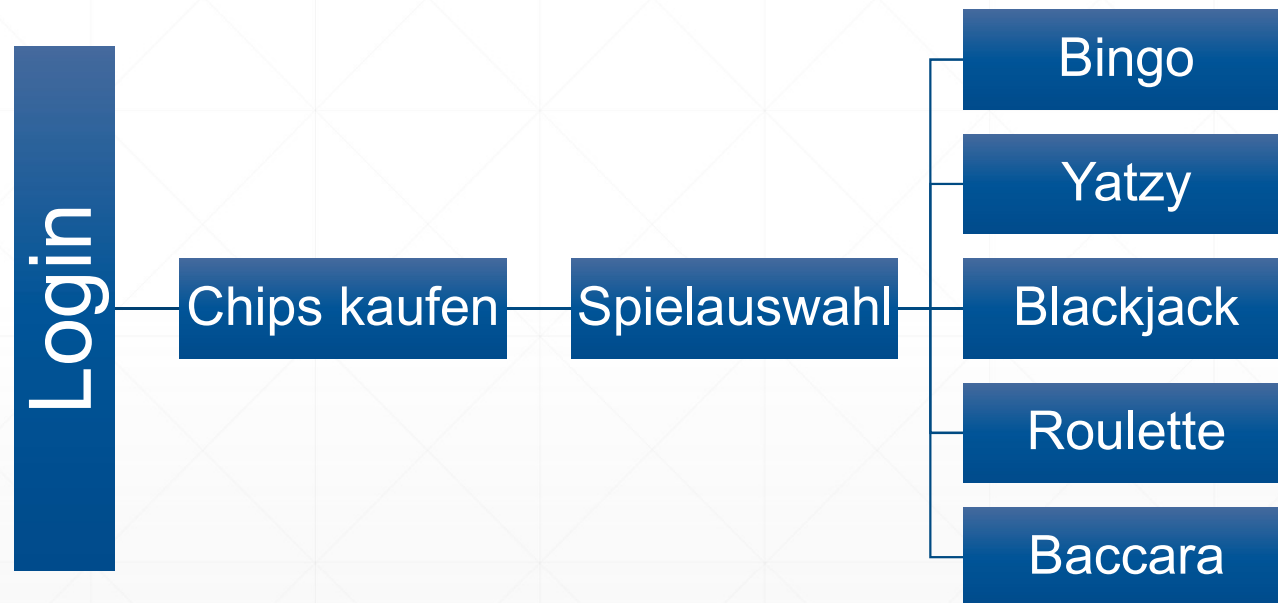 Login
Chips kaufen
Spielauswahl
Bingo
Yatzy
Blackjack
Roulette
Baccara